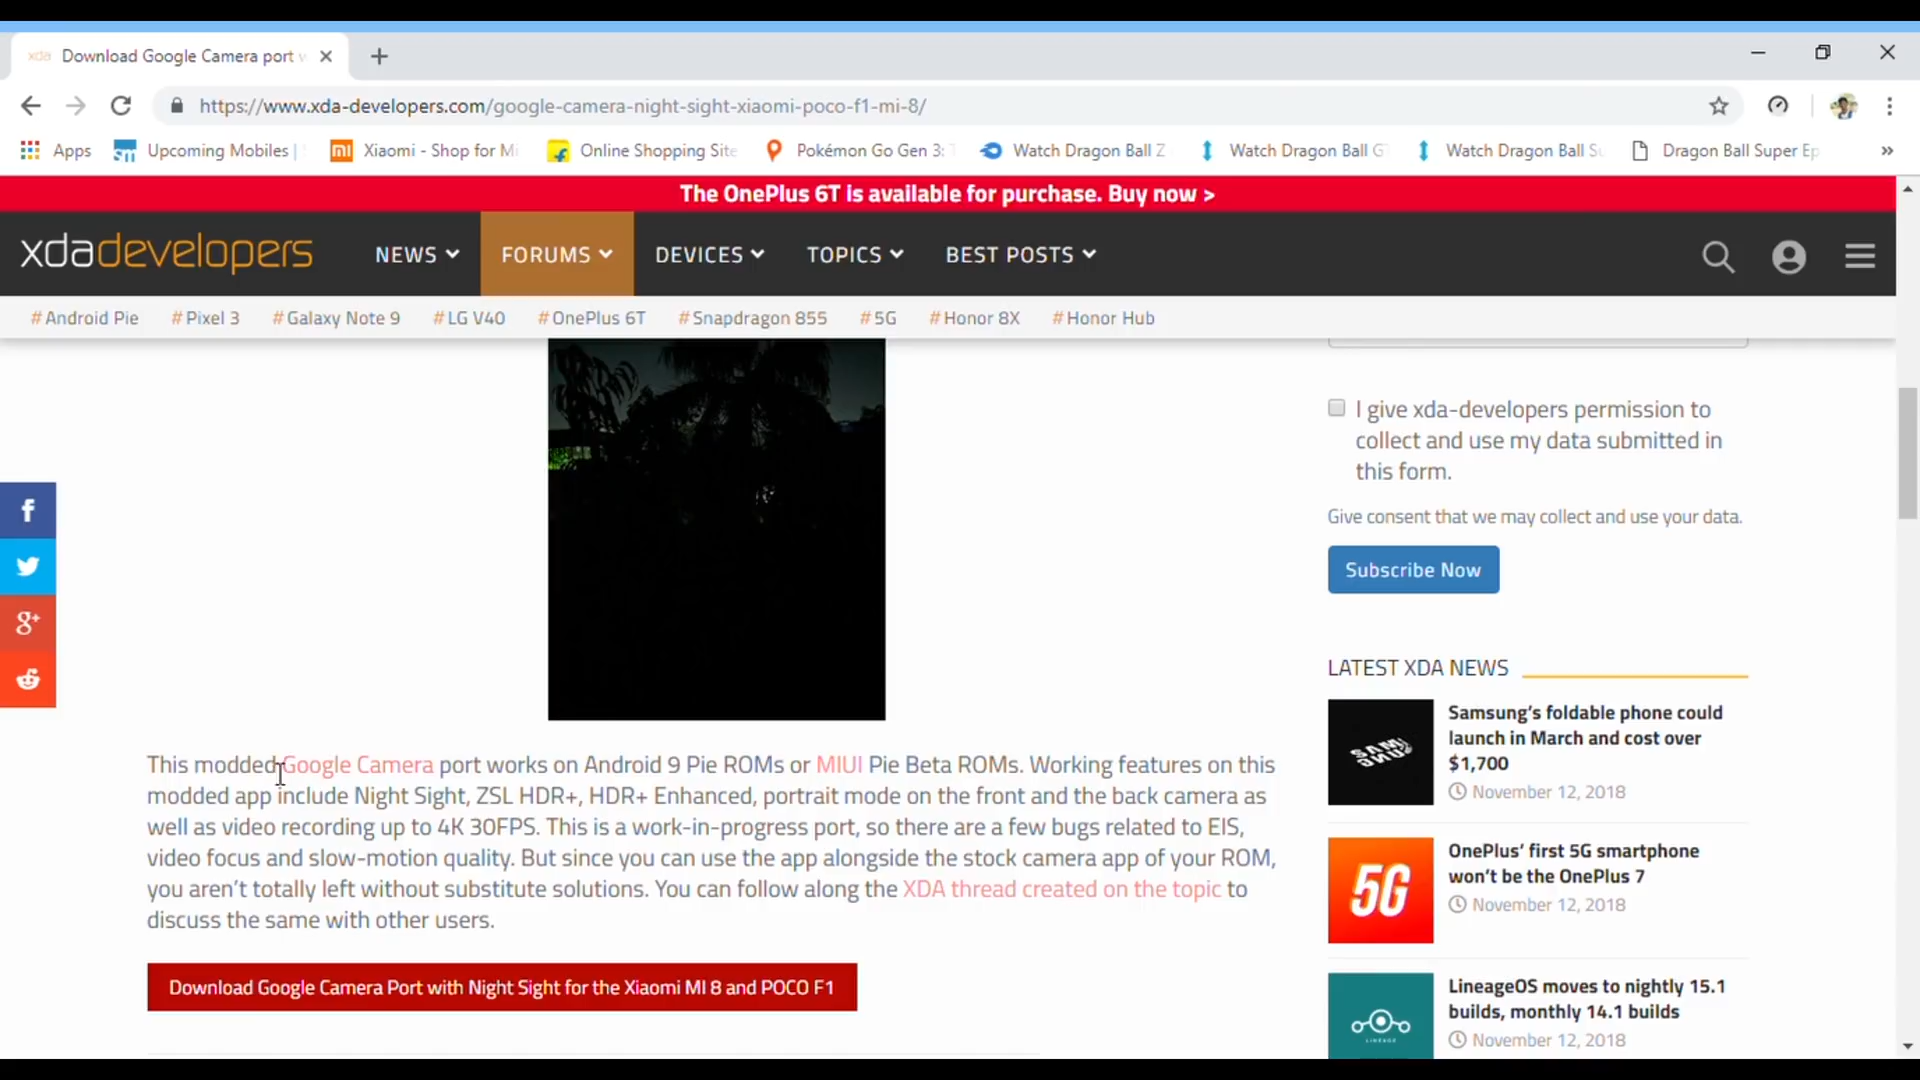 xda Download Google Camera port w
https://www.xda-developers.com/google-camera-night-sight-xiaomi-poco-f1-mi-8/
Apps Upcoming Mobiles | Xiaomi - Shop for Mi Online Shopping Site Pokémon Go Gen 3: Watch Dragon Ball Z Watch Dragon Ball G Watch Dragon Ball Su Dragon Ball Super Ep »
The OnePlus 6T is available for purchase. Buy now >
xdadevelopers NEWS FORUMS DEVICES TOPICS BEST POSTS
#Android Pie #Pixel 3 #Galaxy Note 9 #LG V40 #OnePlus 6T #Snapdragon 855 #5G #Honor 8X #Honor Hub
I give xda-developers permission to
collect and use my data submitted in
this form.
Give consent that we may collect and use your data.
Subscribe Now
f
8+
This modded Google Camera port works on Android 9 Pie ROMs or MIUI Pie Beta ROMs. Working features on this
modded app include Night Sight, ZSL HDR+, HDR+ Enhanced, portrait mode on the front and the back camera as
well as video recording up to 4K 30FPS. This is a work-in-progress port, so there are a few bugs related to EIS,
video focus and slow-motion quality. But since you can use the app alongside the stock camera app of your ROM,
you aren't totally left without substitute solutions. You can follow along the XDA thread created on the topic to
discuss the same with other users.
Download Google Camera Port with Night Sight for the Xiaomi MI 8 and POCO F1
LATEST XDA NEWS
SAMSUNG
Samsung's foldable phone could
launch in March and cost over
$1,700
November 12, 2018
5G
OnePlus' first 5G smartphone
won't be the OnePlus 7
November 12, 2018
LINEAGE
LineageOS moves to nightly 15.1
builds, monthly 14.1 builds
November 12, 2018